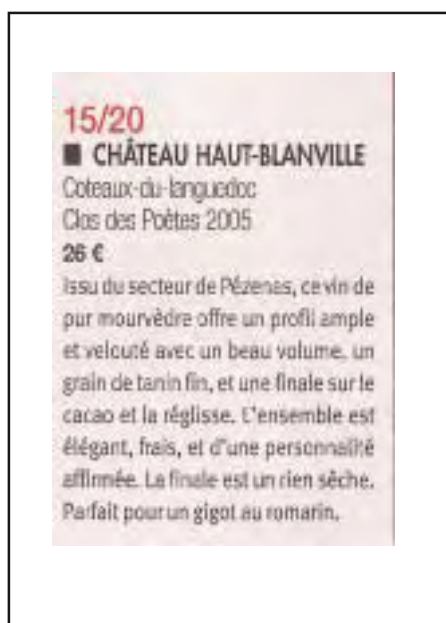 15/20
■ CHÂTEAU HAUT-BLANVILLE
Coteaux-du-languedoc
Clos des Poètes 2005
26 €
Issu du secteur de Pézenas, ce vin de
pur mourvèdre offre un profil ample
et velouté avec un beau volume, un
grain de tanin fin, et une finale sur le
cacao et la réglisse. L'ensemble est
élégant, frais, et d'une personnalité
affirmée. La finale est un rien sèche.
Parfait pour un gigot au romarin.